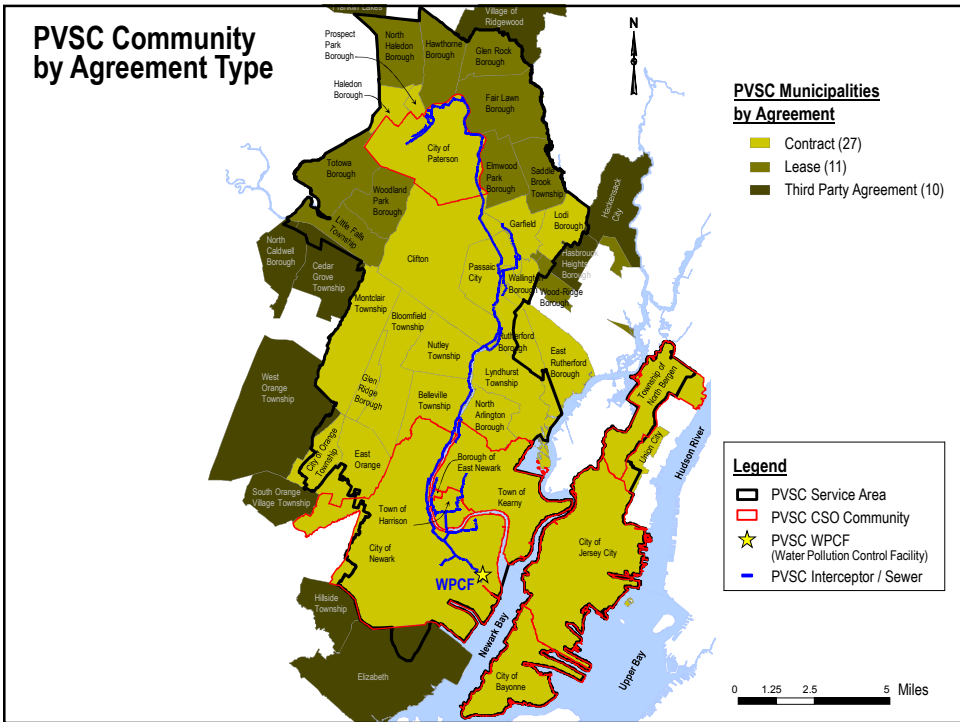 PVSC Community
by Agreement Type
Franklin Lakes
Village of
Ridgewood
Prospect
Park
Borough
North
Haledon
Borough
Hawthorne
Borough
Glen Rock
Borough
Haledon
Borough
Fair Lawn
Borough
City of
Paterson
Totowa
Borough
Woodland
Park
Borough
Elmwood
Park
Borough
Saddle
Brook
Township
Little Falls
Township
Garfield
Lodi
Borough
Hackensack
City
North
Caldwell
Borough
Cedar
Grove
Township
Clifton
Passaic
City
Wallington
Borough
Hasbrouck
Heights
Borough
Wood-Ridge
Borough
Montclair
Township
Bloomfield
Township
Nutley
Township
Rutherford
Borough
East
Rutherford
Borough
Lyndhurst
Township
West
Orange
Township
Glen
Ridge
Borough
Belleville
Township
North
Arlington
Borough
Township of
North Bergen
City of Orange
Township
East
Orange
Borough of
East Newark
Union City
Hudson River
South Orange
Village Township
Town of
Harrison
Town of
Kearny
City of
Newark
City of
Jersey City
WPCF
Hillside
Township
Newark Bay
Elizabeth
City of
Bayonne
Upper Bay
N
PVSC Municipalities
by Agreement
Contract (27)
Lease (11)
Third Party Agreement (10)
Legend
PVSC Service Area
PVSC CSO Community
PVSC WPCF
(Water Pollution Control Facility)
PVSC Interceptor / Sewer
0 1.25 2.5 5 Miles